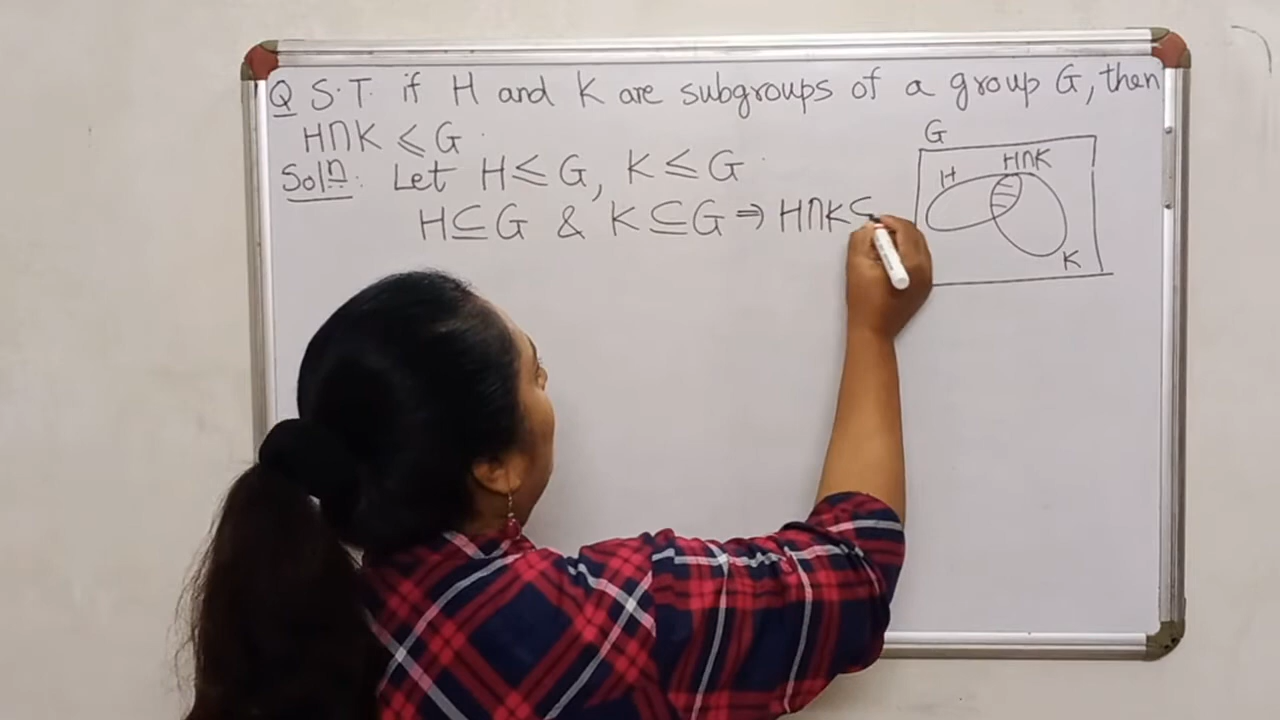 Q S.T. if H and K are subgroups of a group G, then
H∩K ≤ G.
Solⁿ: Let H ≤ G, K ≤ G.
H ⊆ G & K ⊆ G ⇒ H∩K ⊆
G
H∩K
H
K